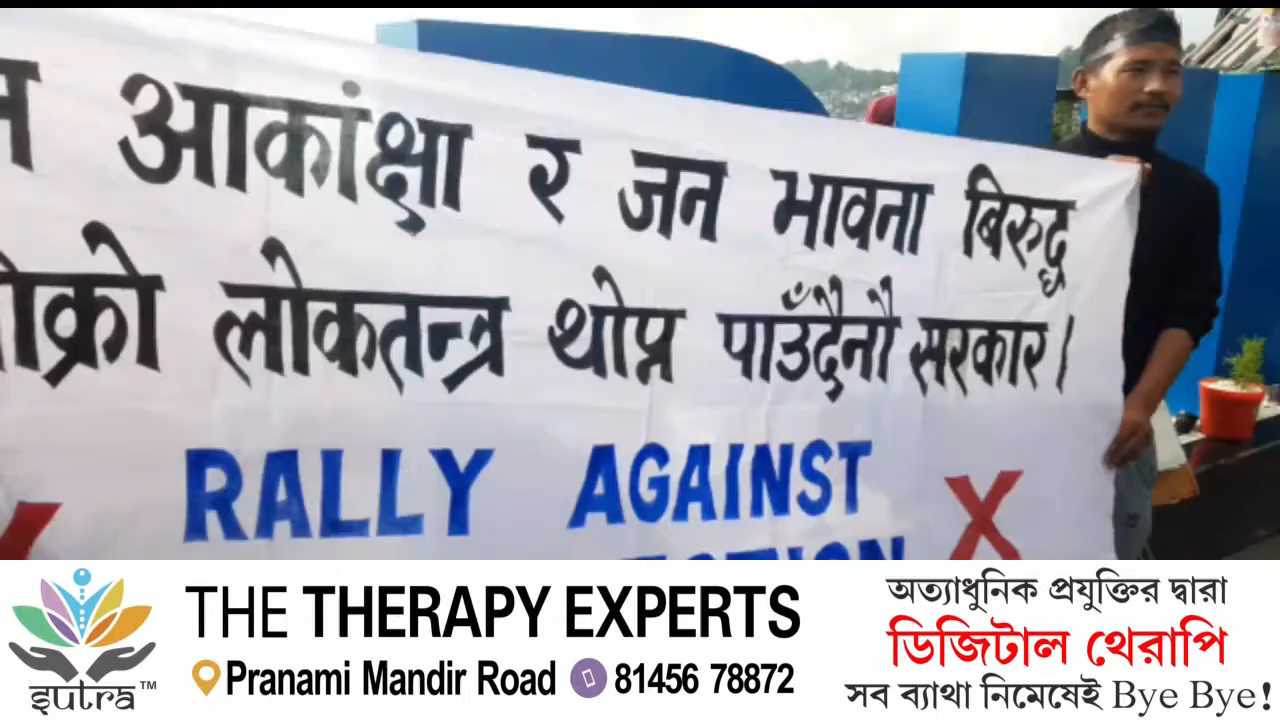 आकांक्षा र जन भावना बिरुद्ध
लोकतन्त्र थोप्न पाउँदैनौ सरकार।
RALLY AGAINST
X
sutra™
THE THERAPY EXPERTS
Pranami Mandir Road 81456 78872
অত্যাধুনিক প্রযুক্তির দ্বারা
ডিজিটাল থেরাপি
সব ব্যাথা নিমেষেই Bye Bye!